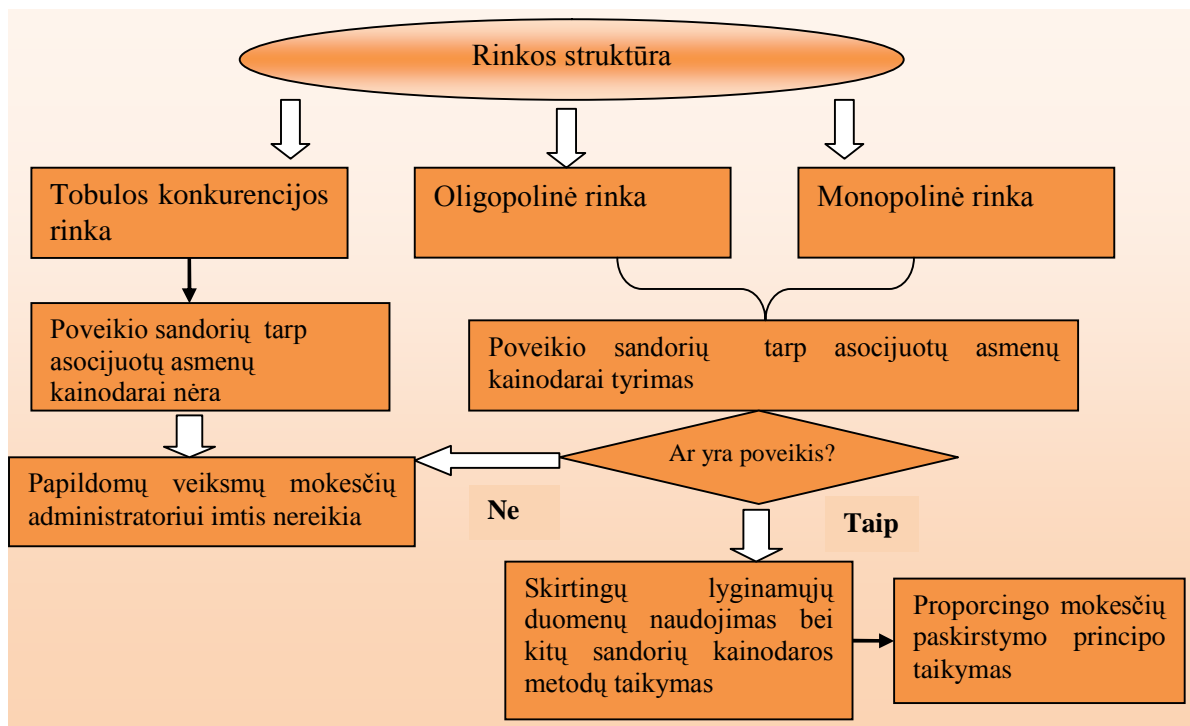 Rinkos struktūra
Tobulos konkurencijos
rinka
Oligopolinė rinka
Monopolinė rinka
Poveikio sandorių tarp
asocijuotų asmenų
kainodarai nėra
Poveikio sandorių tarp asocijuotų asmenų
kainodarai tyrimas
Ar yra poveikis?
Papildomų veiksmų mokesčių
administratoriui imtis nereikia
Ne
Taip
Skirtingų lyginamųjų
duomenų naudojimas bei
kitų sandorių kainodaros
metodų taikymas
Proporcingo mokesčių
paskirstymo principo
taikymas